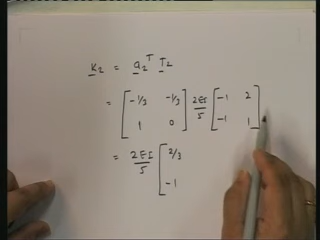 k₂ = a₂ᵀ T₂
= [ -1/3 -1/3 ; 1 0 ] 2EI/5 [ -1 2 ; -1 1 ]
= 2EI/5 [ 2/3 ; -1